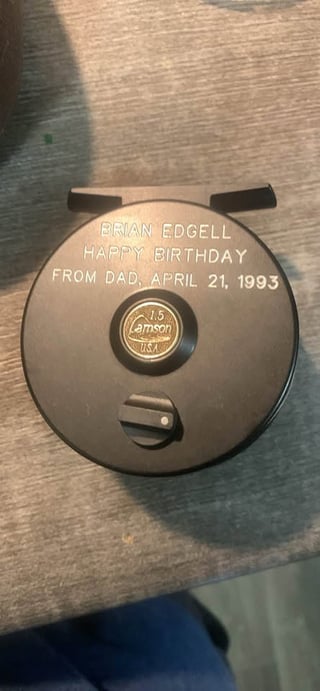 BRIAN EDGELL
HAPPY BIRTHDAY
FROM DAD, APRIL 21, 1993
1.5
Lamson
U.S.A.